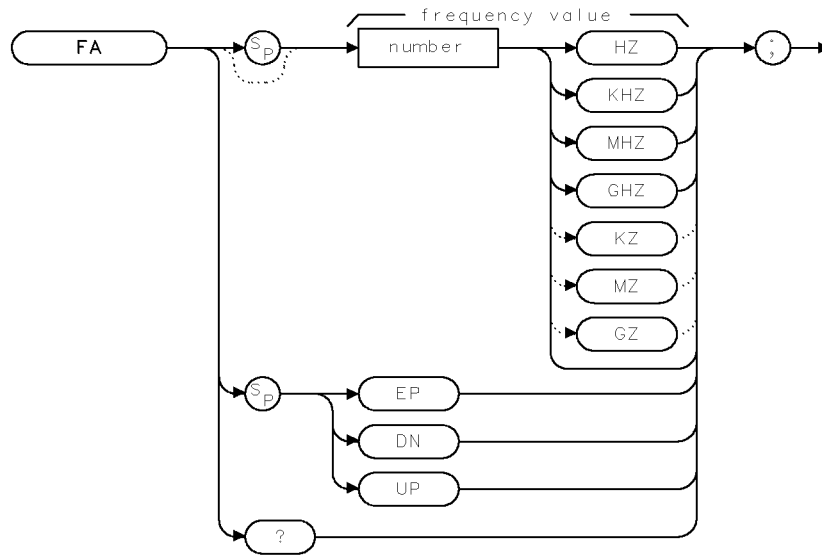 frequency value
FA
SP
number
HZ
;
KHZ
MHZ
GHZ
KZ
MZ
GZ
SP
EP
DN
UP
?